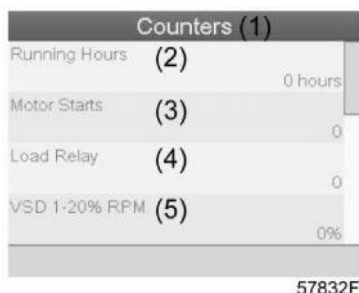 Counters (1)
Running Hours (2)
0 hours
Motor Starts (3)
0
Load Relay (4)
0
VSD 1-20% RPM (5)
0%
57832F